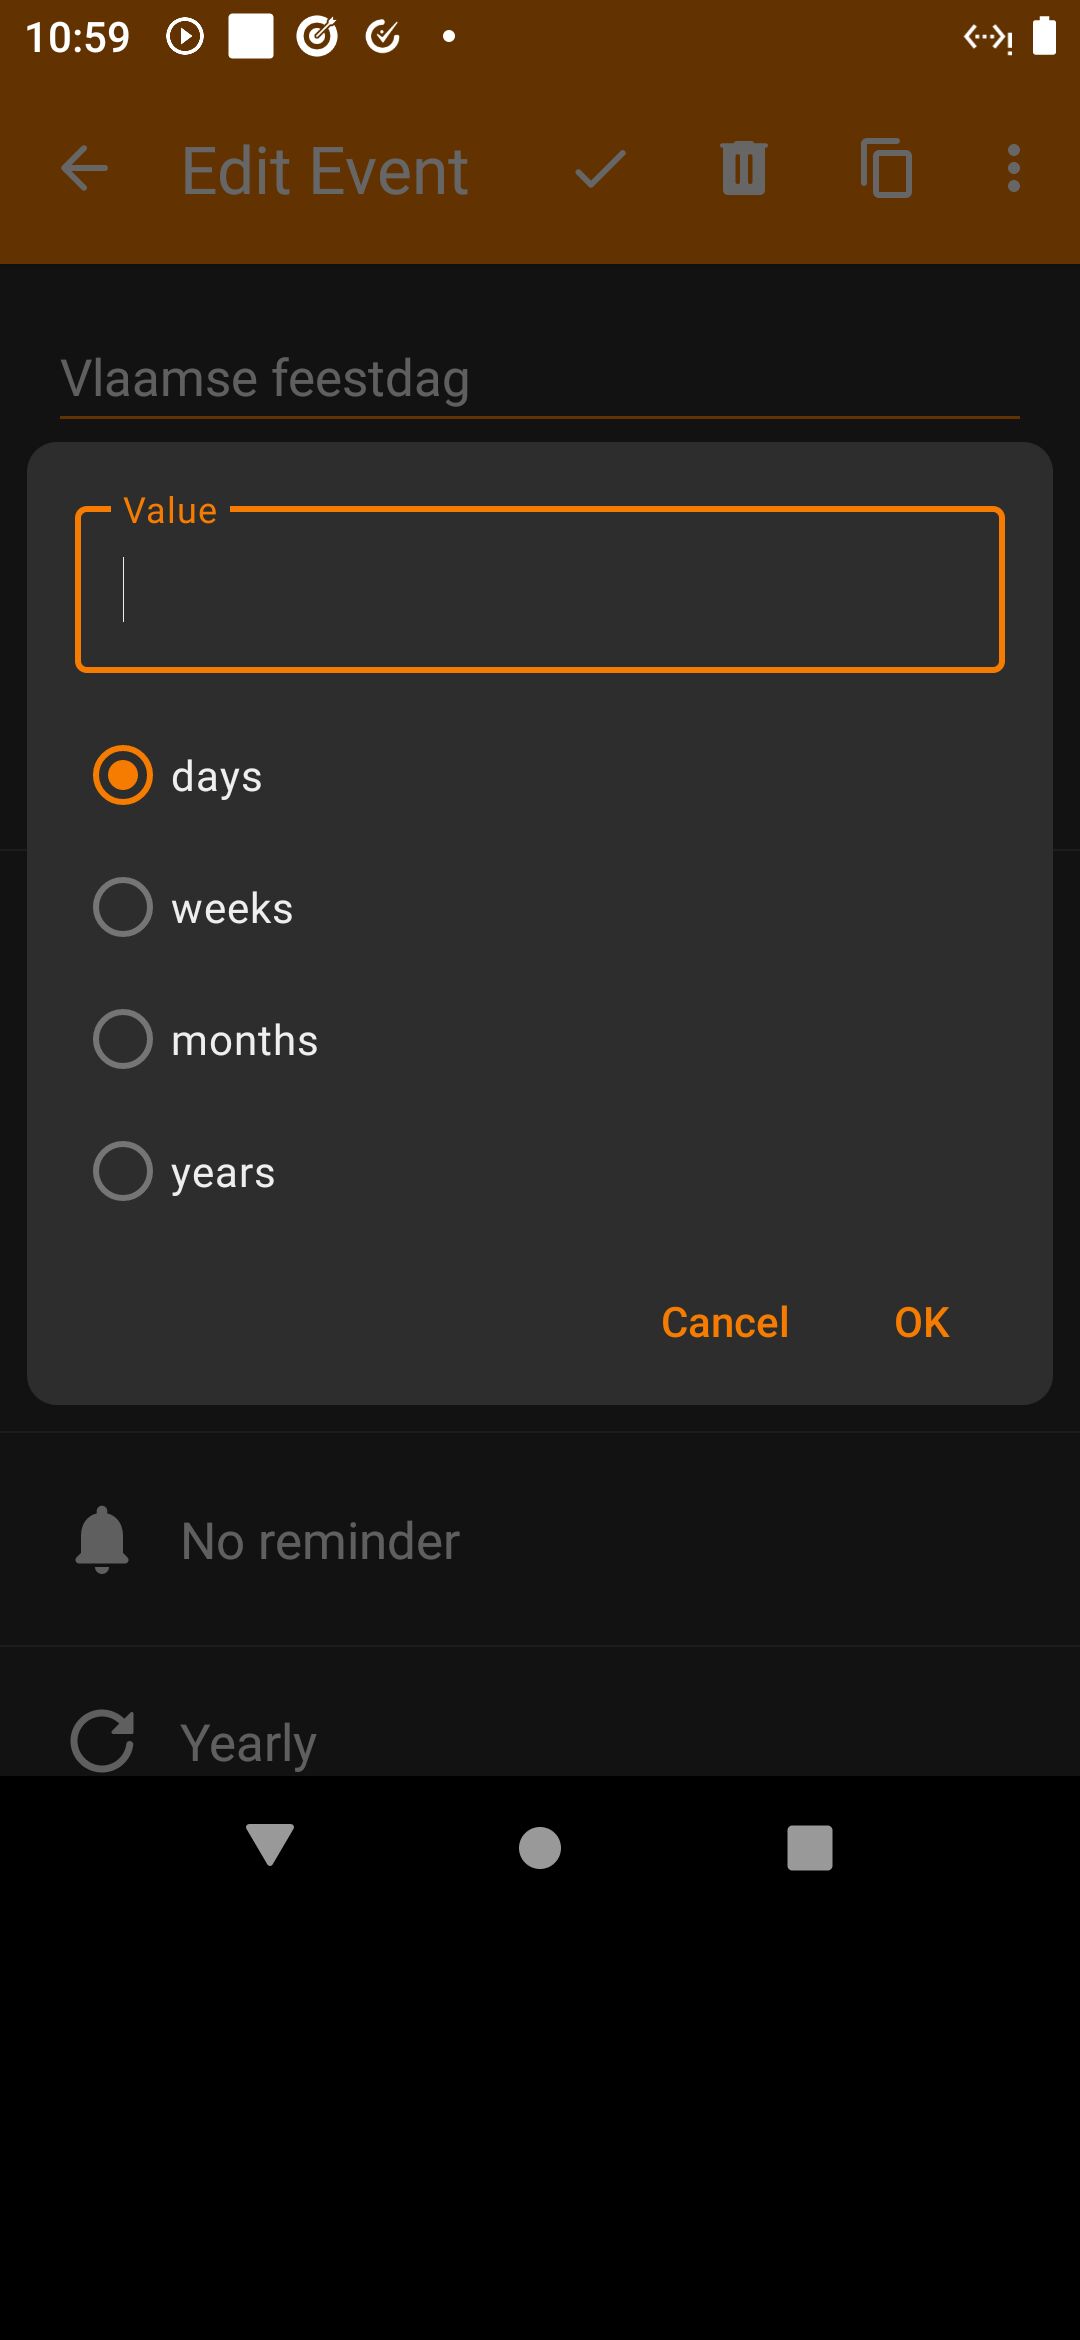 10:59
Edit Event
Vlaamse feestdag
Value
days
weeks
months
years
Cancel
OK
No reminder
Yearly